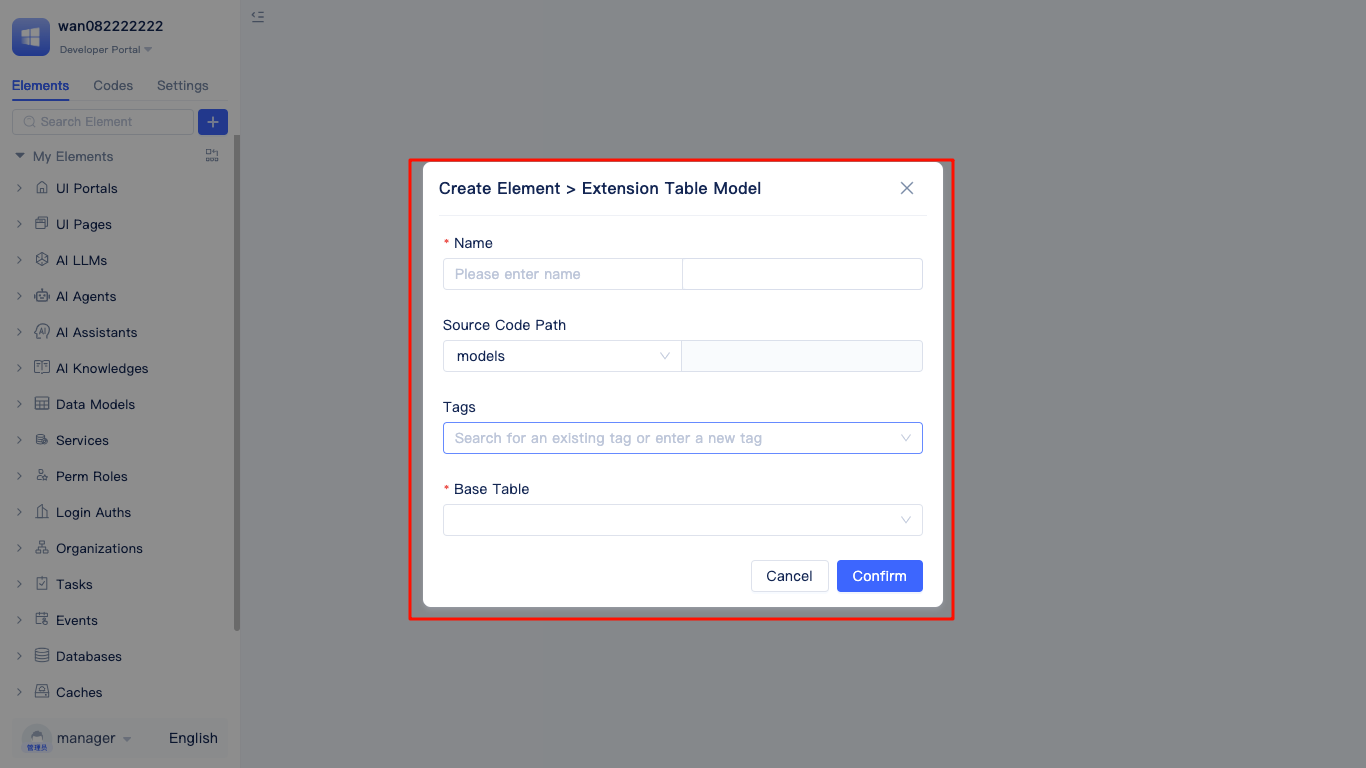 wan082222222
Developer Portal
Elements Codes Settings
Search Element
My Elements
UI Portals
UI Pages
AI LLMs
AI Agents
AI Assistants
AI Knowledges
Data Models
Services
Perm Roles
Login Auths
Organizations
Tasks
Events
Databases
Caches
管理员
manager English
Create Element > Extension Table Model
* Name
Please enter name
Source Code Path
models
Tags
Search for an existing tag or enter a new tag
* Base Table
Cancel Confirm